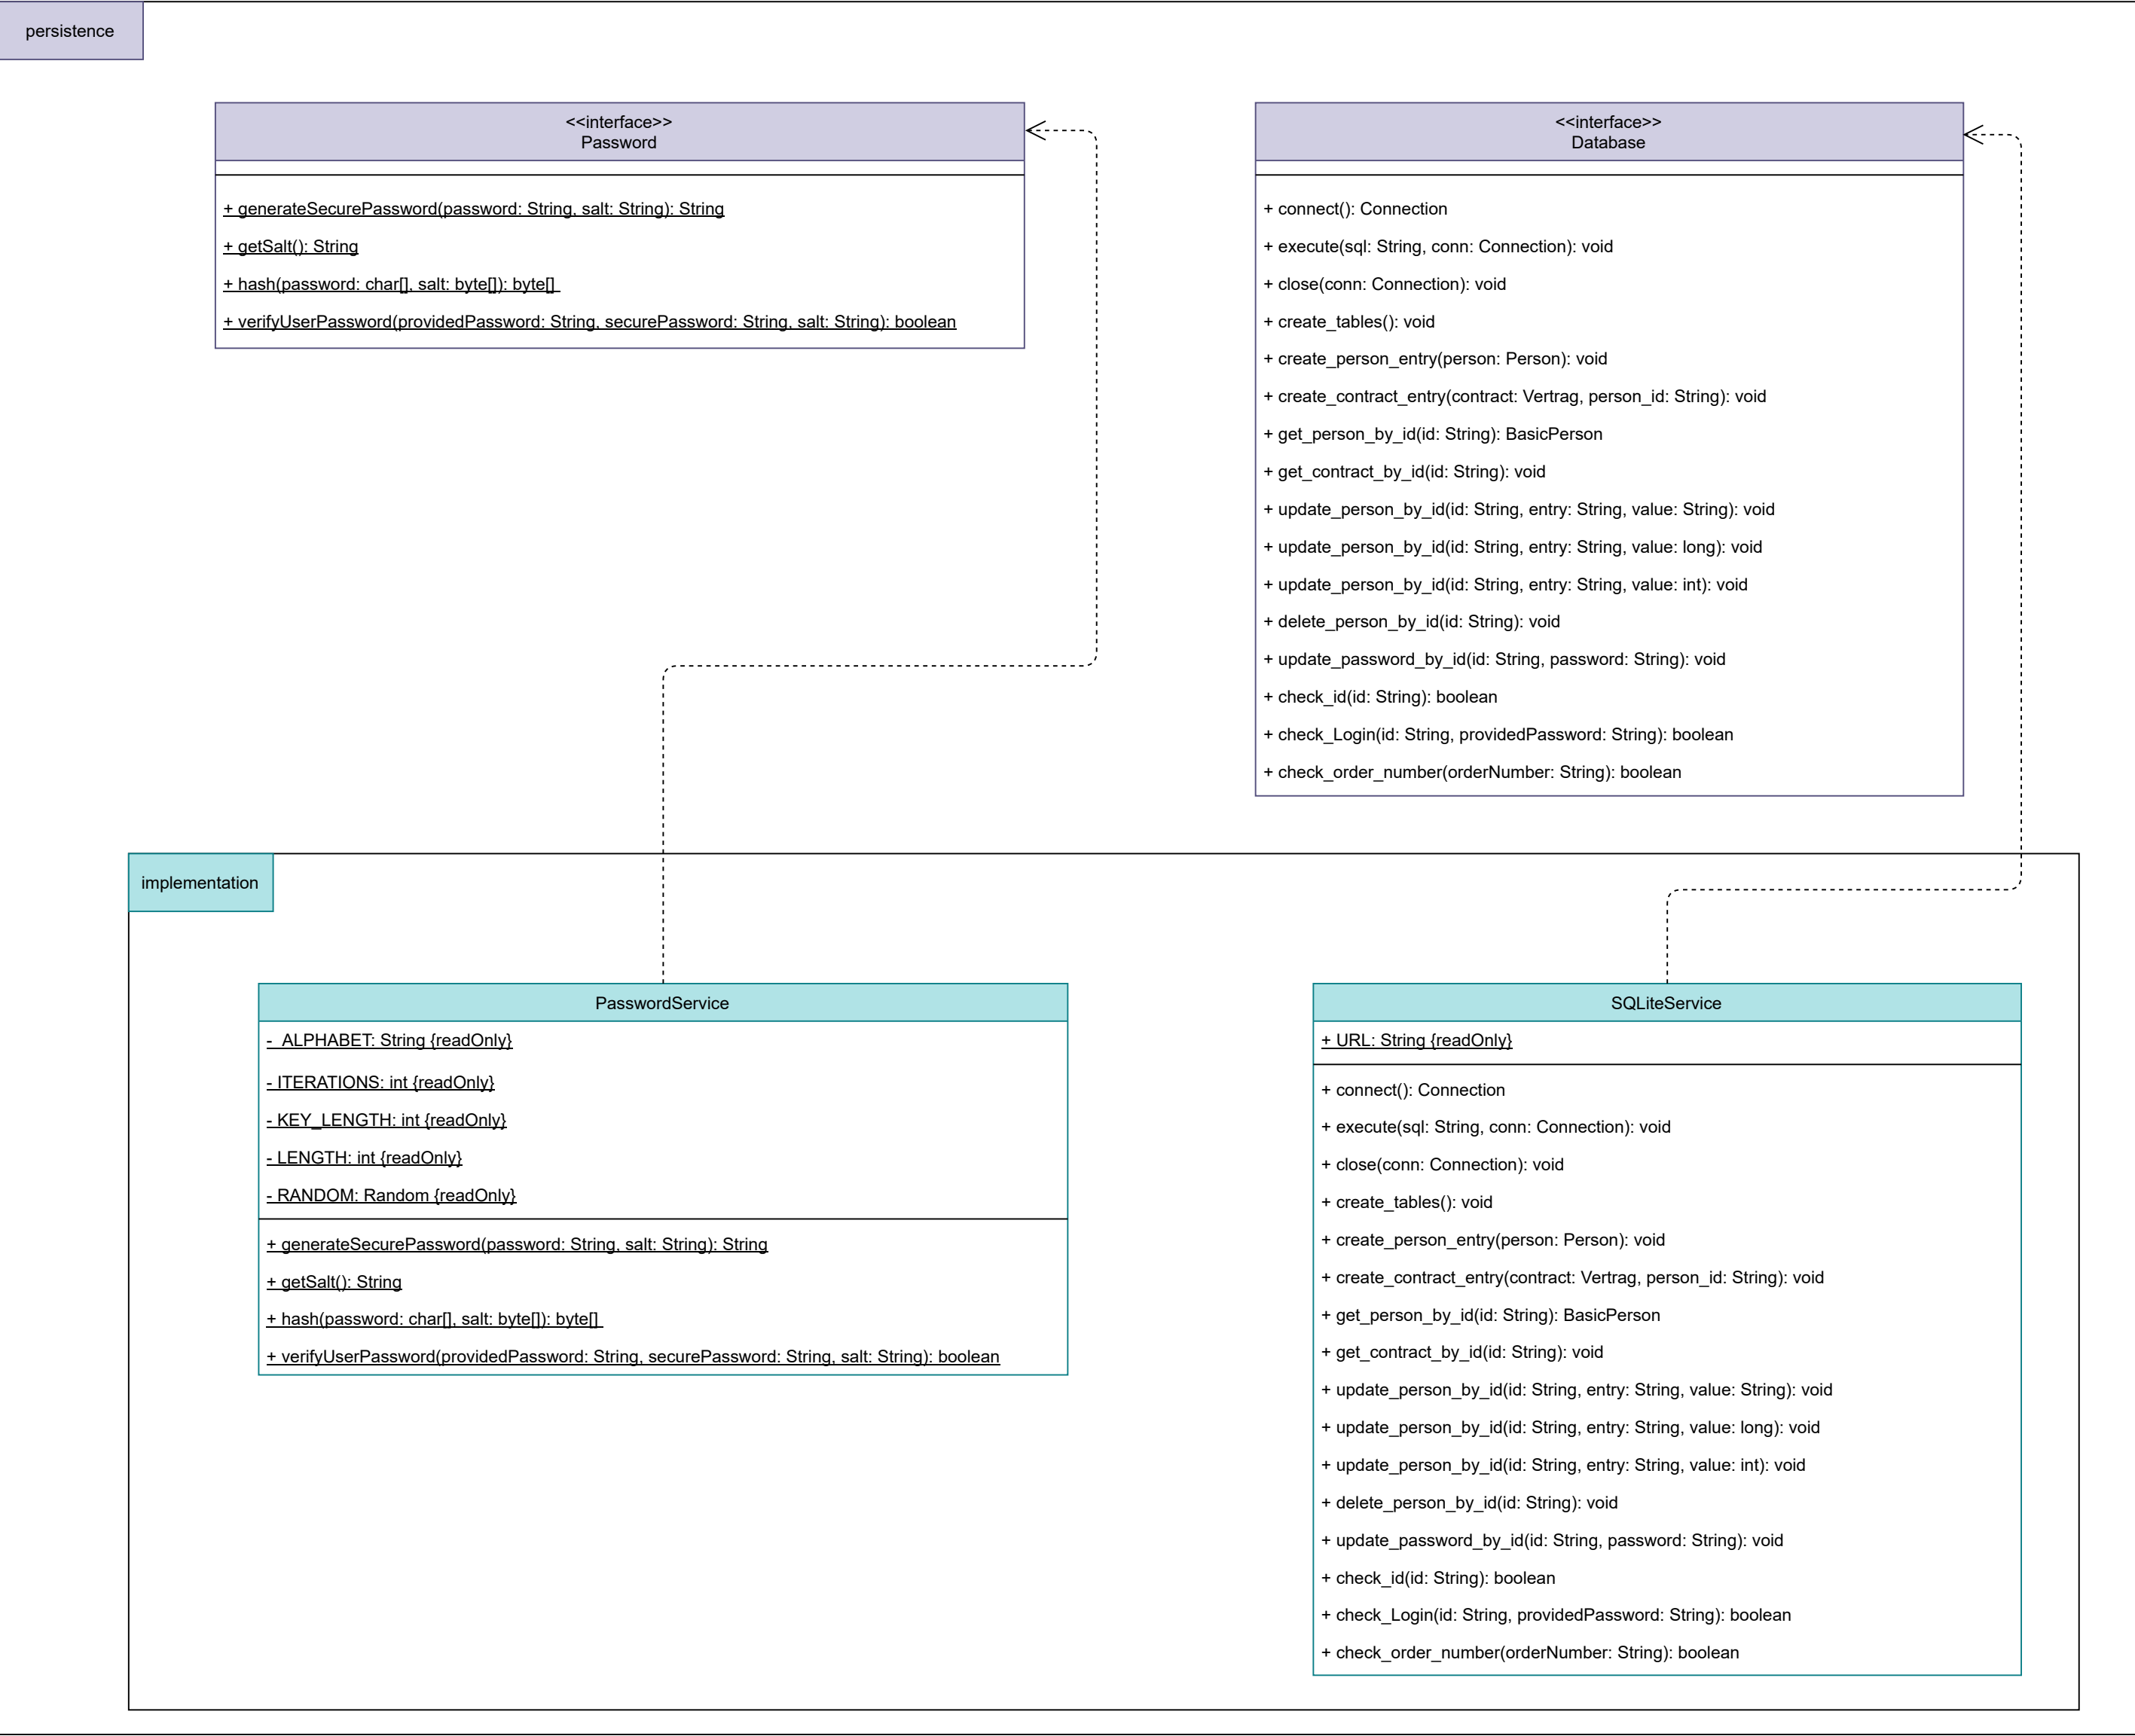 persistence
<<interface>>
Password
+ generateSecurePassword(password: String, salt: String): String
+ getSalt(): String
+ hash(password: char[], salt: byte[]): byte[]
+ verifyUserPassword(providedPassword: String, securePassword: String, salt: String): boolean
<<interface>>
Database
+ connect(): Connection
+ execute(sql: String, conn: Connection): void
+ close(conn: Connection): void
+ create_tables(): void
+ create_person_entry(person: Person): void
+ create_contract_entry(contract: Vertrag, person_id: String): void
+ get_person_by_id(id: String): BasicPerson
+ get_contract_by_id(id: String): void
+ update_person_by_id(id: String, entry: String, value: String): void
+ update_person_by_id(id: String, entry: String, value: long): void
+ update_person_by_id(id: String, entry: String, value: int): void
+ delete_person_by_id(id: String): void
+ update_password_by_id(id: String, password: String): void
+ check_id(id: String): boolean
+ check_Login(id: String, providedPassword: String): boolean
+ check_order_number(orderNumber: String): boolean
implementation
PasswordService
- ALPHABET: String {readOnly}
- ITERATIONS: int {readOnly}
- KEY_LENGTH: int {readOnly}
- LENGTH: int {readOnly}
- RANDOM: Random {readOnly}
+ generateSecurePassword(password: String, salt: String): String
+ getSalt(): String
+ hash(password: char[], salt: byte[]): byte[]
+ verifyUserPassword(providedPassword: String, securePassword: String, salt: String): boolean
SQLiteService
+ URL: String {readOnly}
+ connect(): Connection
+ execute(sql: String, conn: Connection): void
+ close(conn: Connection): void
+ create_tables(): void
+ create_person_entry(person: Person): void
+ create_contract_entry(contract: Vertrag, person_id: String): void
+ get_person_by_id(id: String): BasicPerson
+ get_contract_by_id(id: String): void
+ update_person_by_id(id: String, entry: String, value: String): void
+ update_person_by_id(id: String, entry: String, value: long): void
+ update_person_by_id(id: String, entry: String, value: int): void
+ delete_person_by_id(id: String): void
+ update_password_by_id(id: String, password: String): void
+ check_id(id: String): boolean
+ check_Login(id: String, providedPassword: String): boolean
+ check_order_number(orderNumber: String): boolean